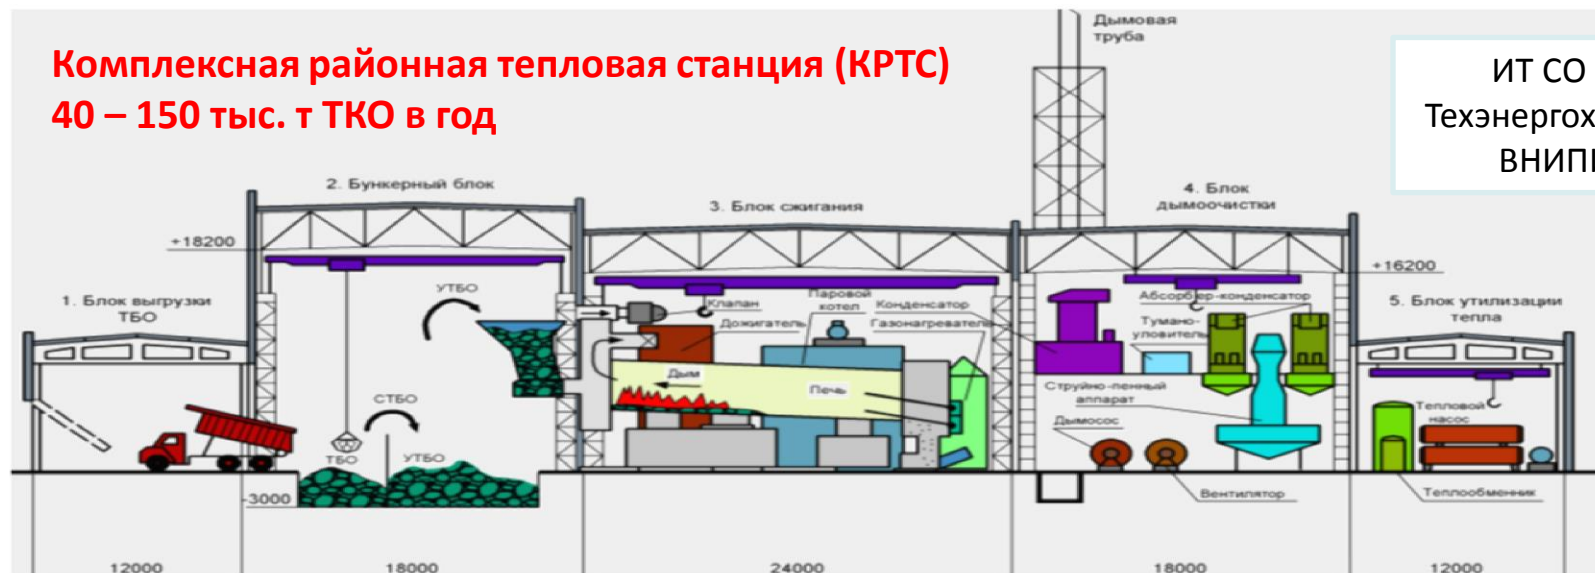 Комплексная районная тепловая станция (КРТС)
40 – 150 тыс. т ТКО в год
Дымовая
труба
ИТ СО
Техэнергох
ВНИП
2. Бункерный блок
3. Блок сжигания
4. Блок
дымоочистки
+18200
+16200
1. Блок выгрузки
ТБО
УТБО
Клапан
Дожигатель
Паровой
котел
Конденсатор
Газонагреватель
Абсорбер-конденсатор
Тумано-
уловитель
5. Блок утилизации
тепла
Дым
Печь
Струйно-пенный
аппарат
СТБО
Дымосос
Тепловой
насос
ТБО
УТБО
-3000
Вентилятор
Теплообменник
12000
18000
24000
18000
12000